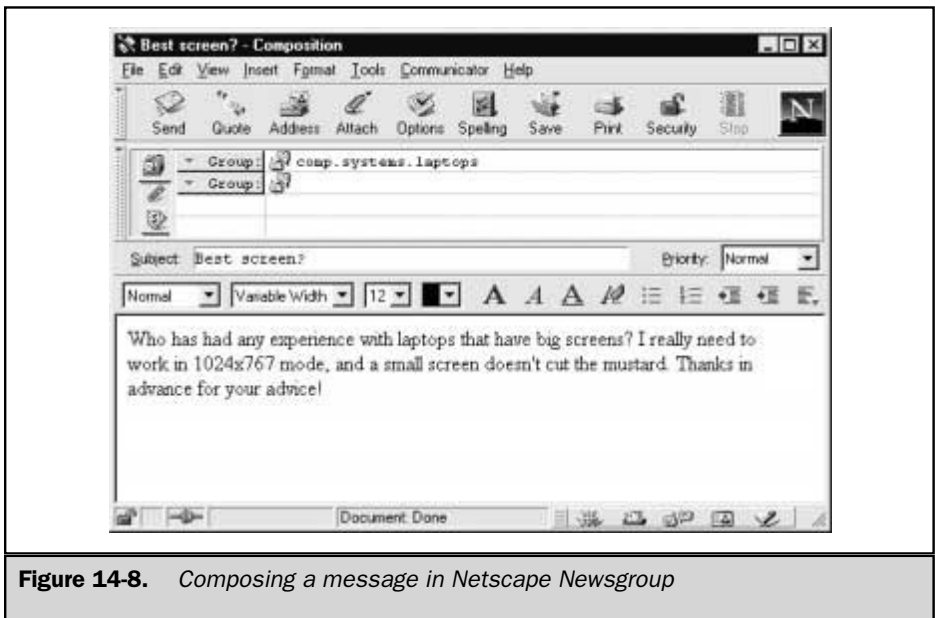 Best screen? - Composition
File Edit View Insert Format Tools Communicator Help
Send Quote Address Attach Options Spelling Save Print Security Stop
N
Group: comp.systems.laptops
Group:
Subject: Best screen? Priority: Normal
Normal Variable Width 12 A A A
Who has had any experience with laptops that have big screens? I really need to
work in 1024x767 mode, and a small screen doesn't cut the mustard. Thanks in
advance for your advice!
Document: Done
Figure 14-8. Composing a message in Netscape Newsgroup